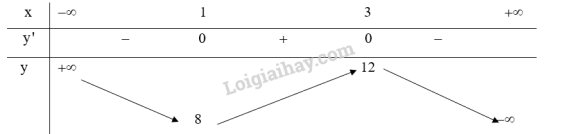 x −∞ 1 3 +∞
y' − 0 + 0 −
y +∞ 8 12 −∞
Loigiaihay.com